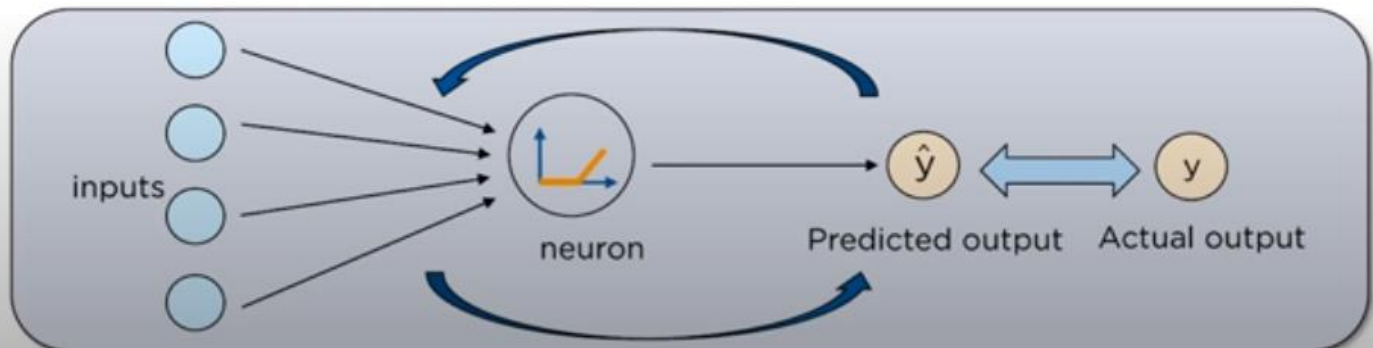 inputs
neuron
ŷ
Predicted output
y
Actual output